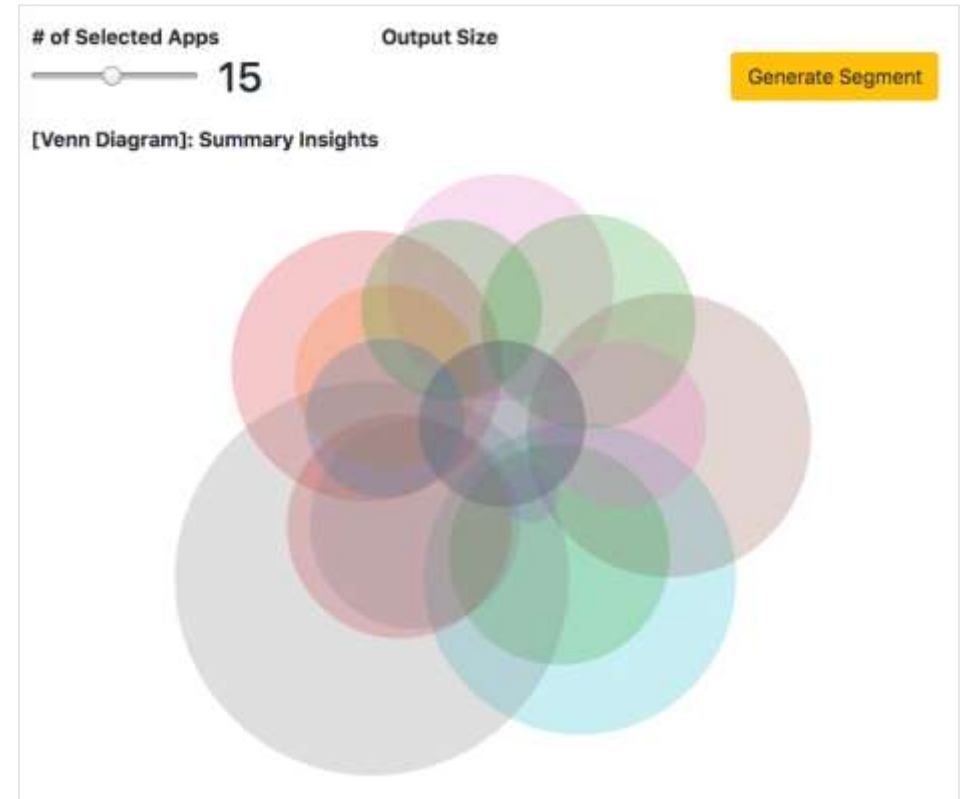 # of Selected Apps
Output Size
15
Generate Segment
[Venn Diagram]: Summary Insights